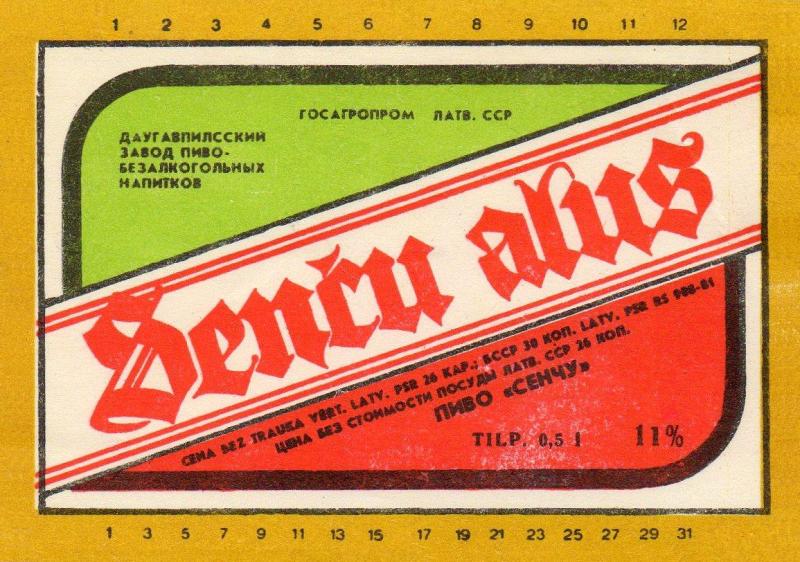 1 2 3 4 5 6 7 8 9 10 11 12
ГОСАГРОПРОМ ЛАТВ. ССР
ДАУГАВПИЛССКИЙ
ЗАВОД ПИВО-
БЕЗАЛКОГОЛЬНЫХ
НАПИТКОВ
Senču alus
CENA BEZ TRAUKA VĒRT. LATV. PSR 26 KAP.; БССР 30 КОП. LATV. PSR RS 988-81
ЦЕНА БЕЗ СТОИМОСТИ ПОСУДЫ ЛАТВ. ССР 26 КОП.
ПИВО «СЕНЧУ»
TILP. 0,5 l 11%
1 3 5 7 9 11 13 15 17 19 21 23 25 27 29 31